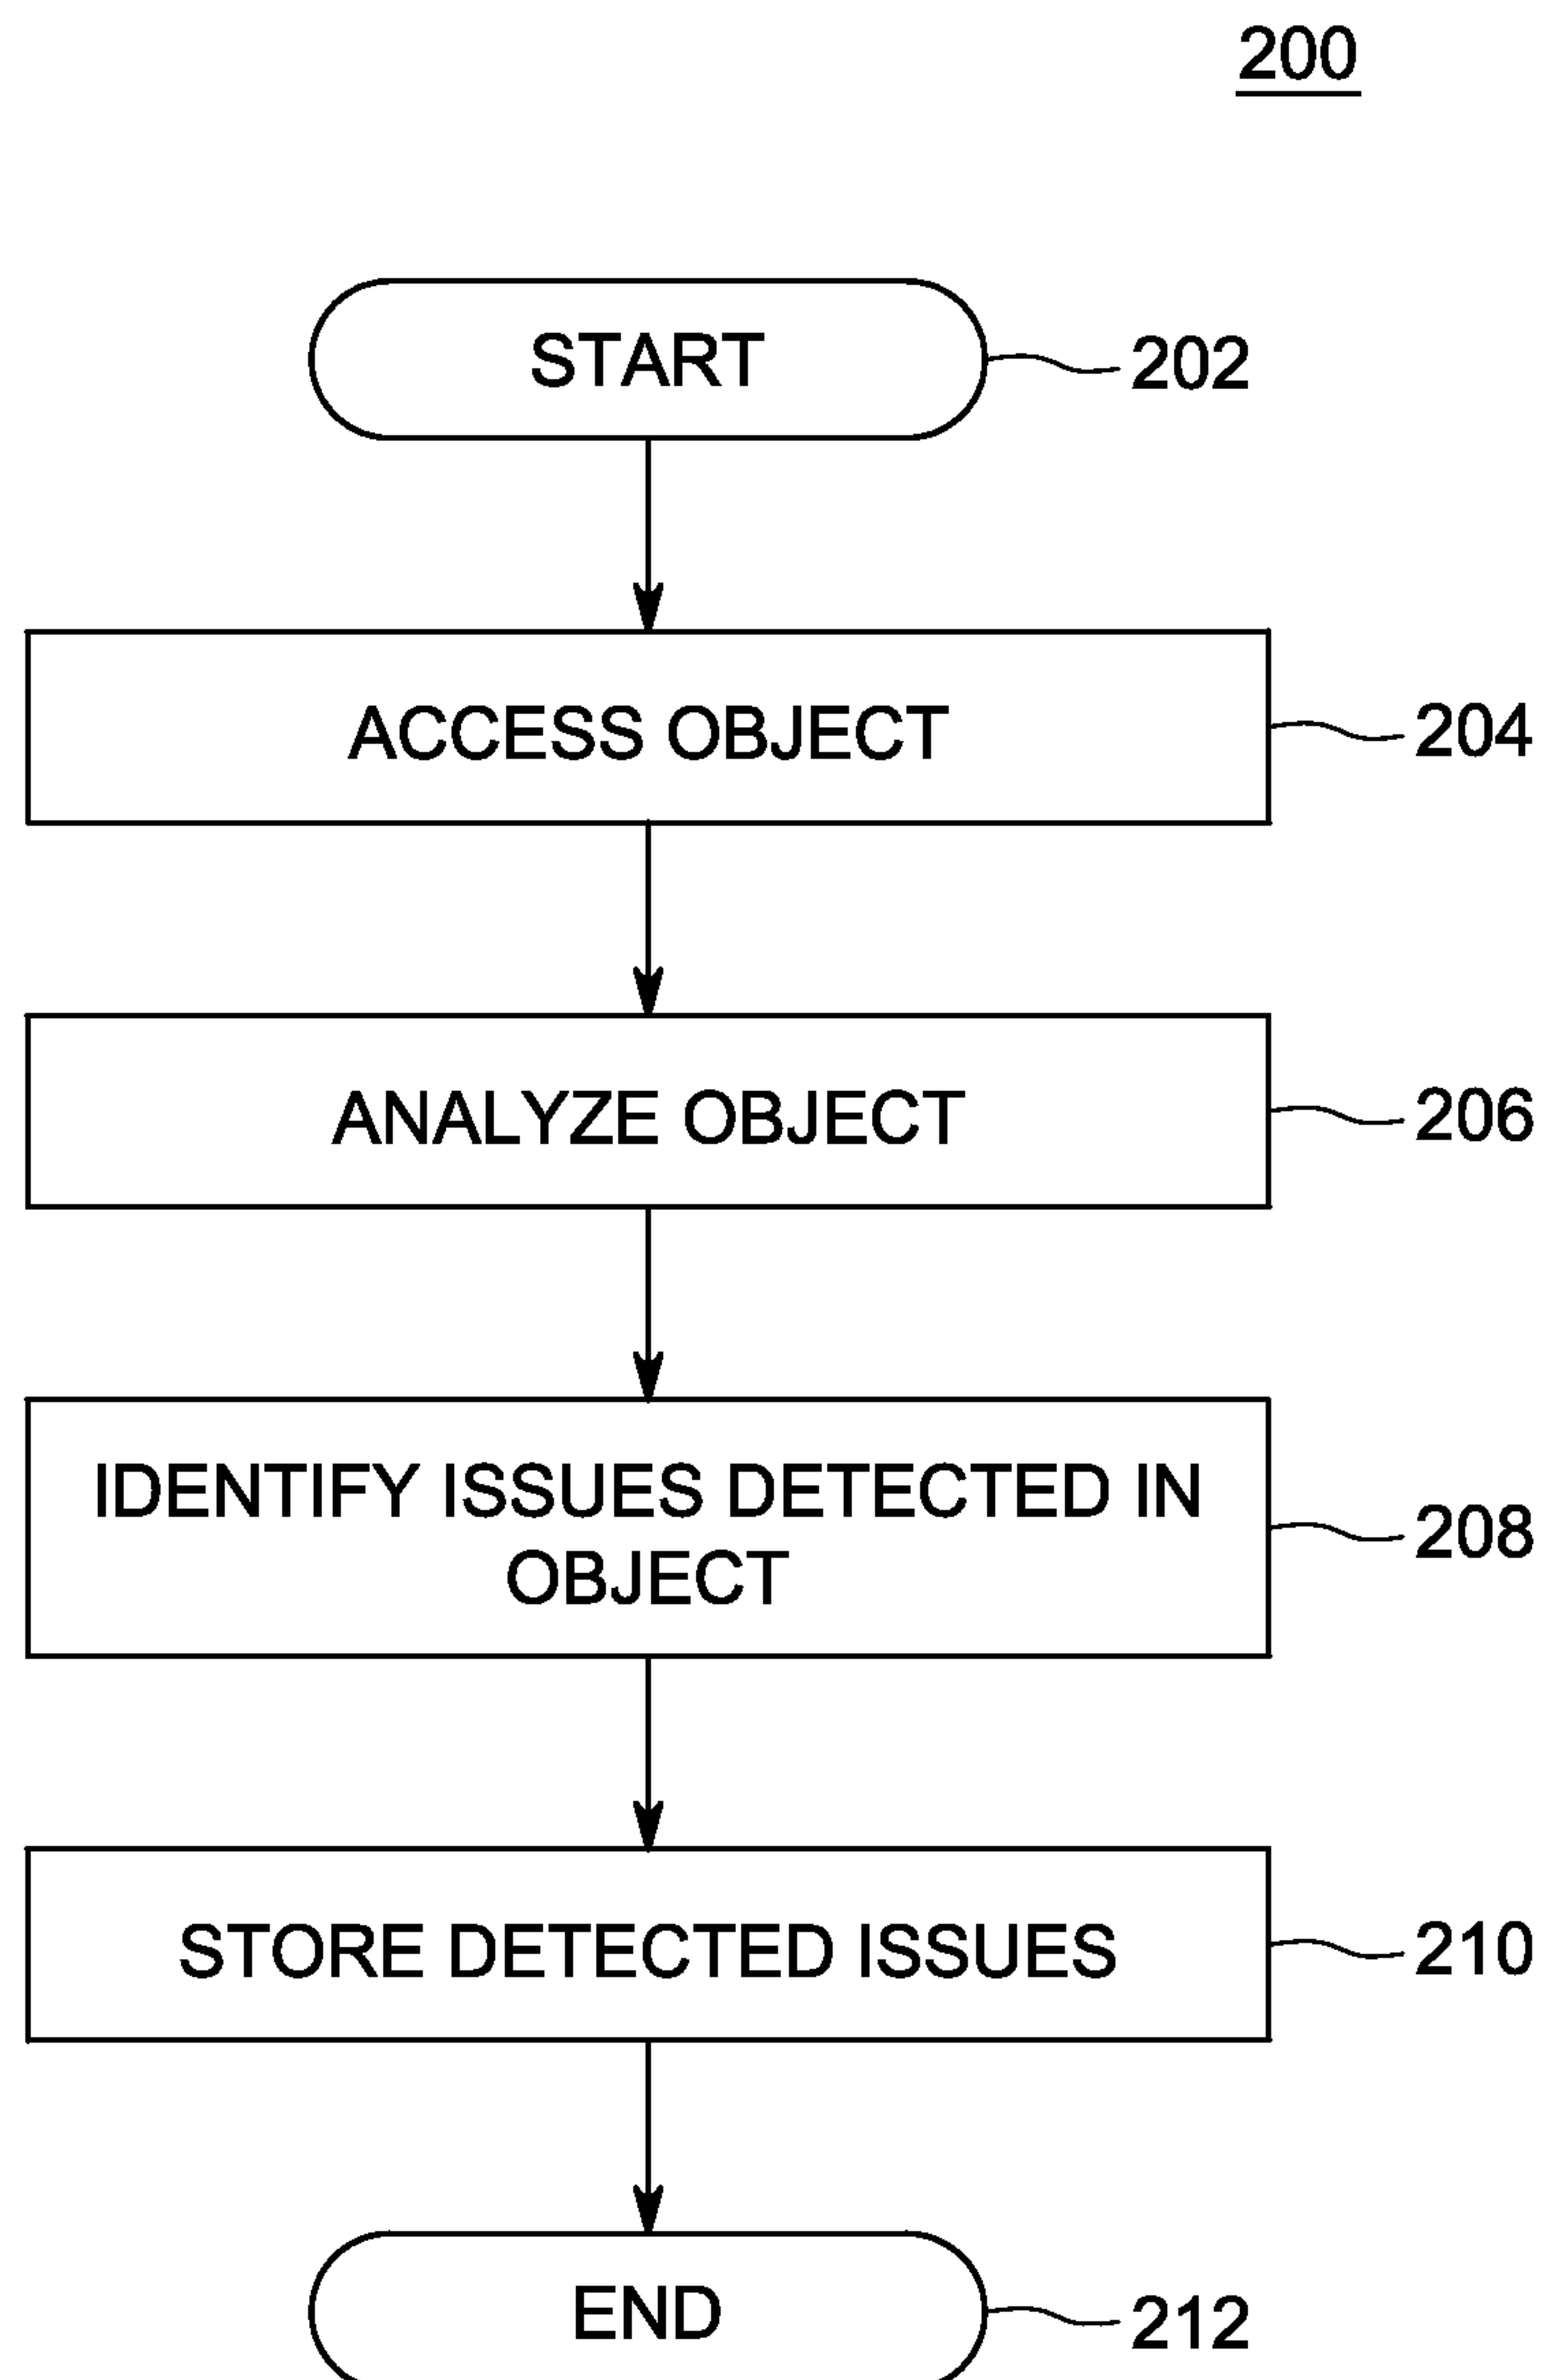 200
START
202
ACCESS OBJECT
204
ANALYZE OBJECT
206
IDENTIFY ISSUES DETECTED IN
OBJECT
208
STORE DETECTED ISSUES
210
END
212